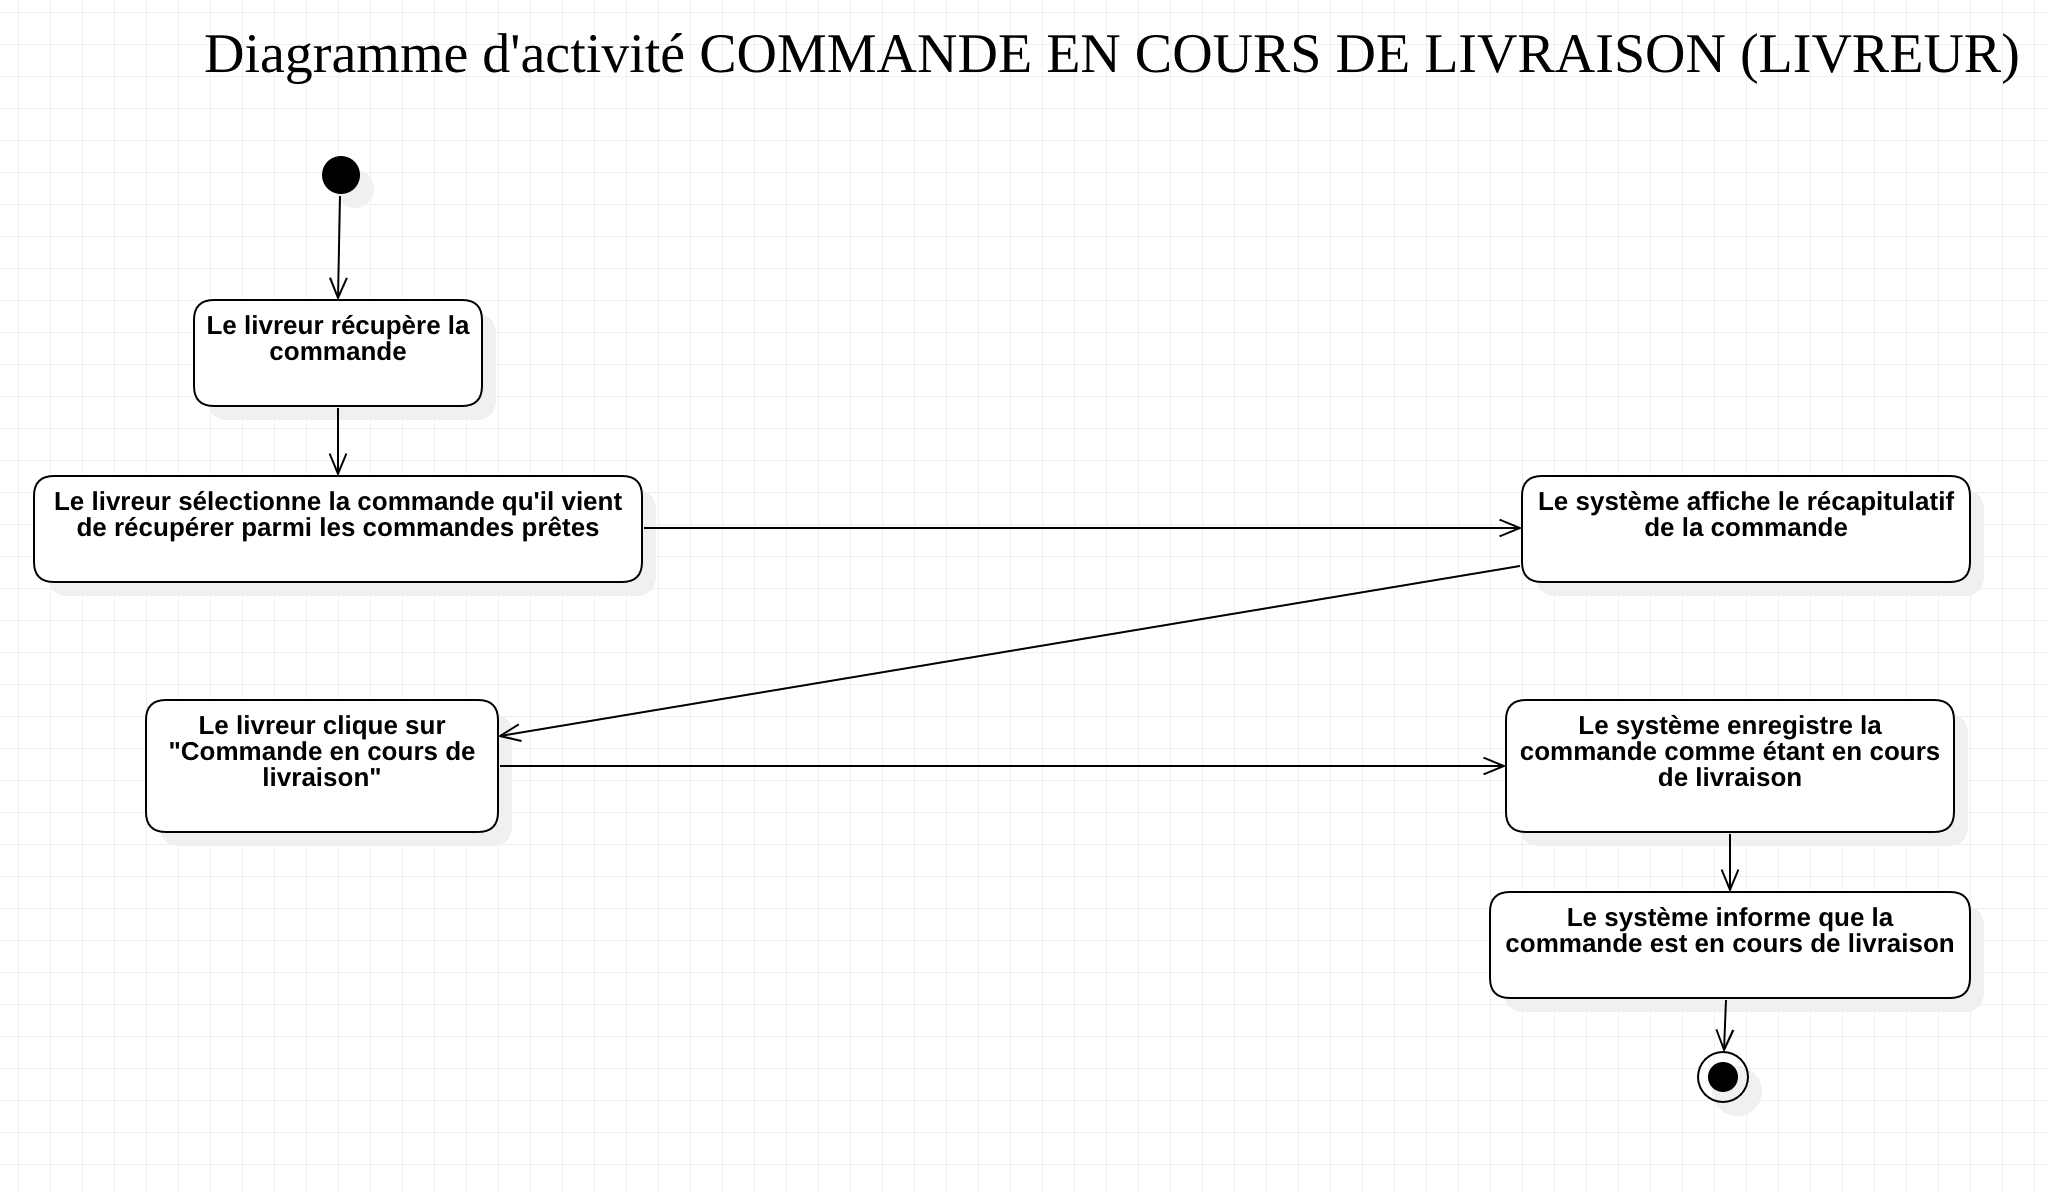 Diagramme d'activité COMMANDE EN COURS DE LIVRAISON (LIVREUR)
Le livreur récupère la
commande
Le livreur sélectionne la commande qu'il vient
de récupérer parmi les commandes prêtes
Le système affiche le récapitulatif
de la commande
Le livreur clique sur
"Commande en cours de
livraison"
Le système enregistre la
commande comme étant en cours
de livraison
Le système informe que la
commande est en cours de livraison